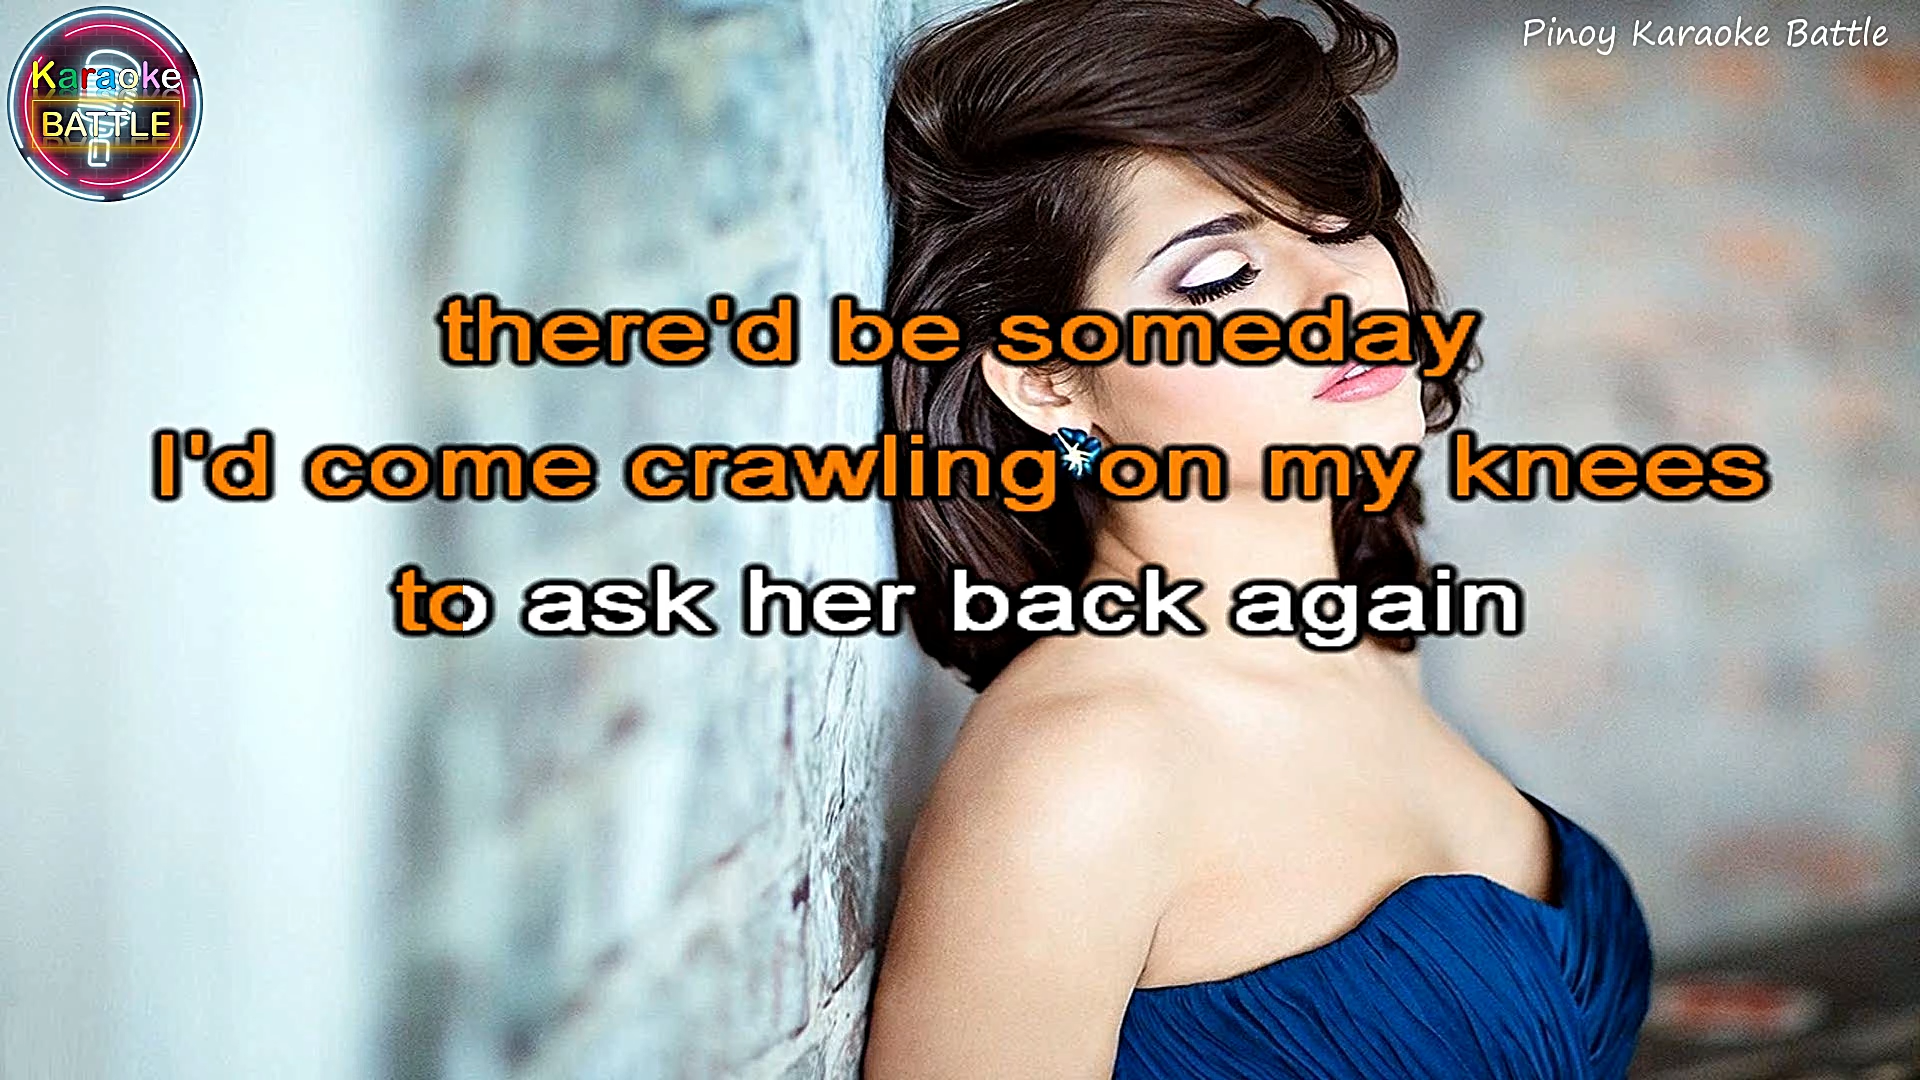 Karaoke
BATTLE
Pinoy Karaoke Battle
there'd be someday
I'd come crawling on my knees
to ask her back again